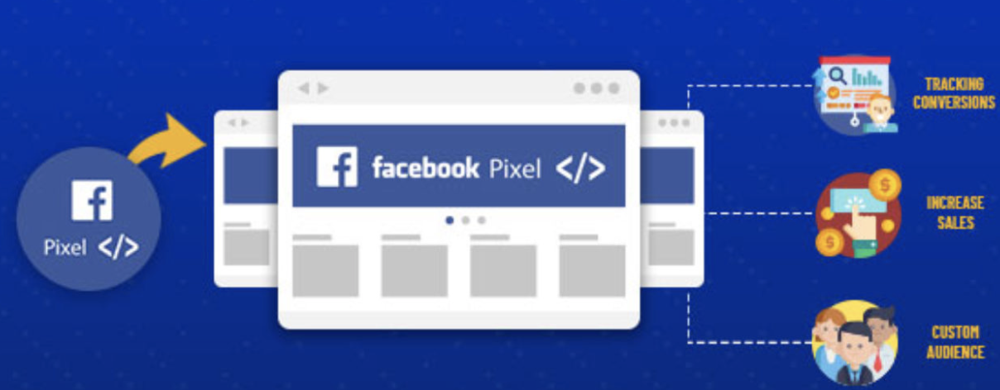 Pixel </>
facebook Pixel </>
TRACKING
CONVERSIONS
INCREASE
SALES
CUSTOM
AUDIENCE